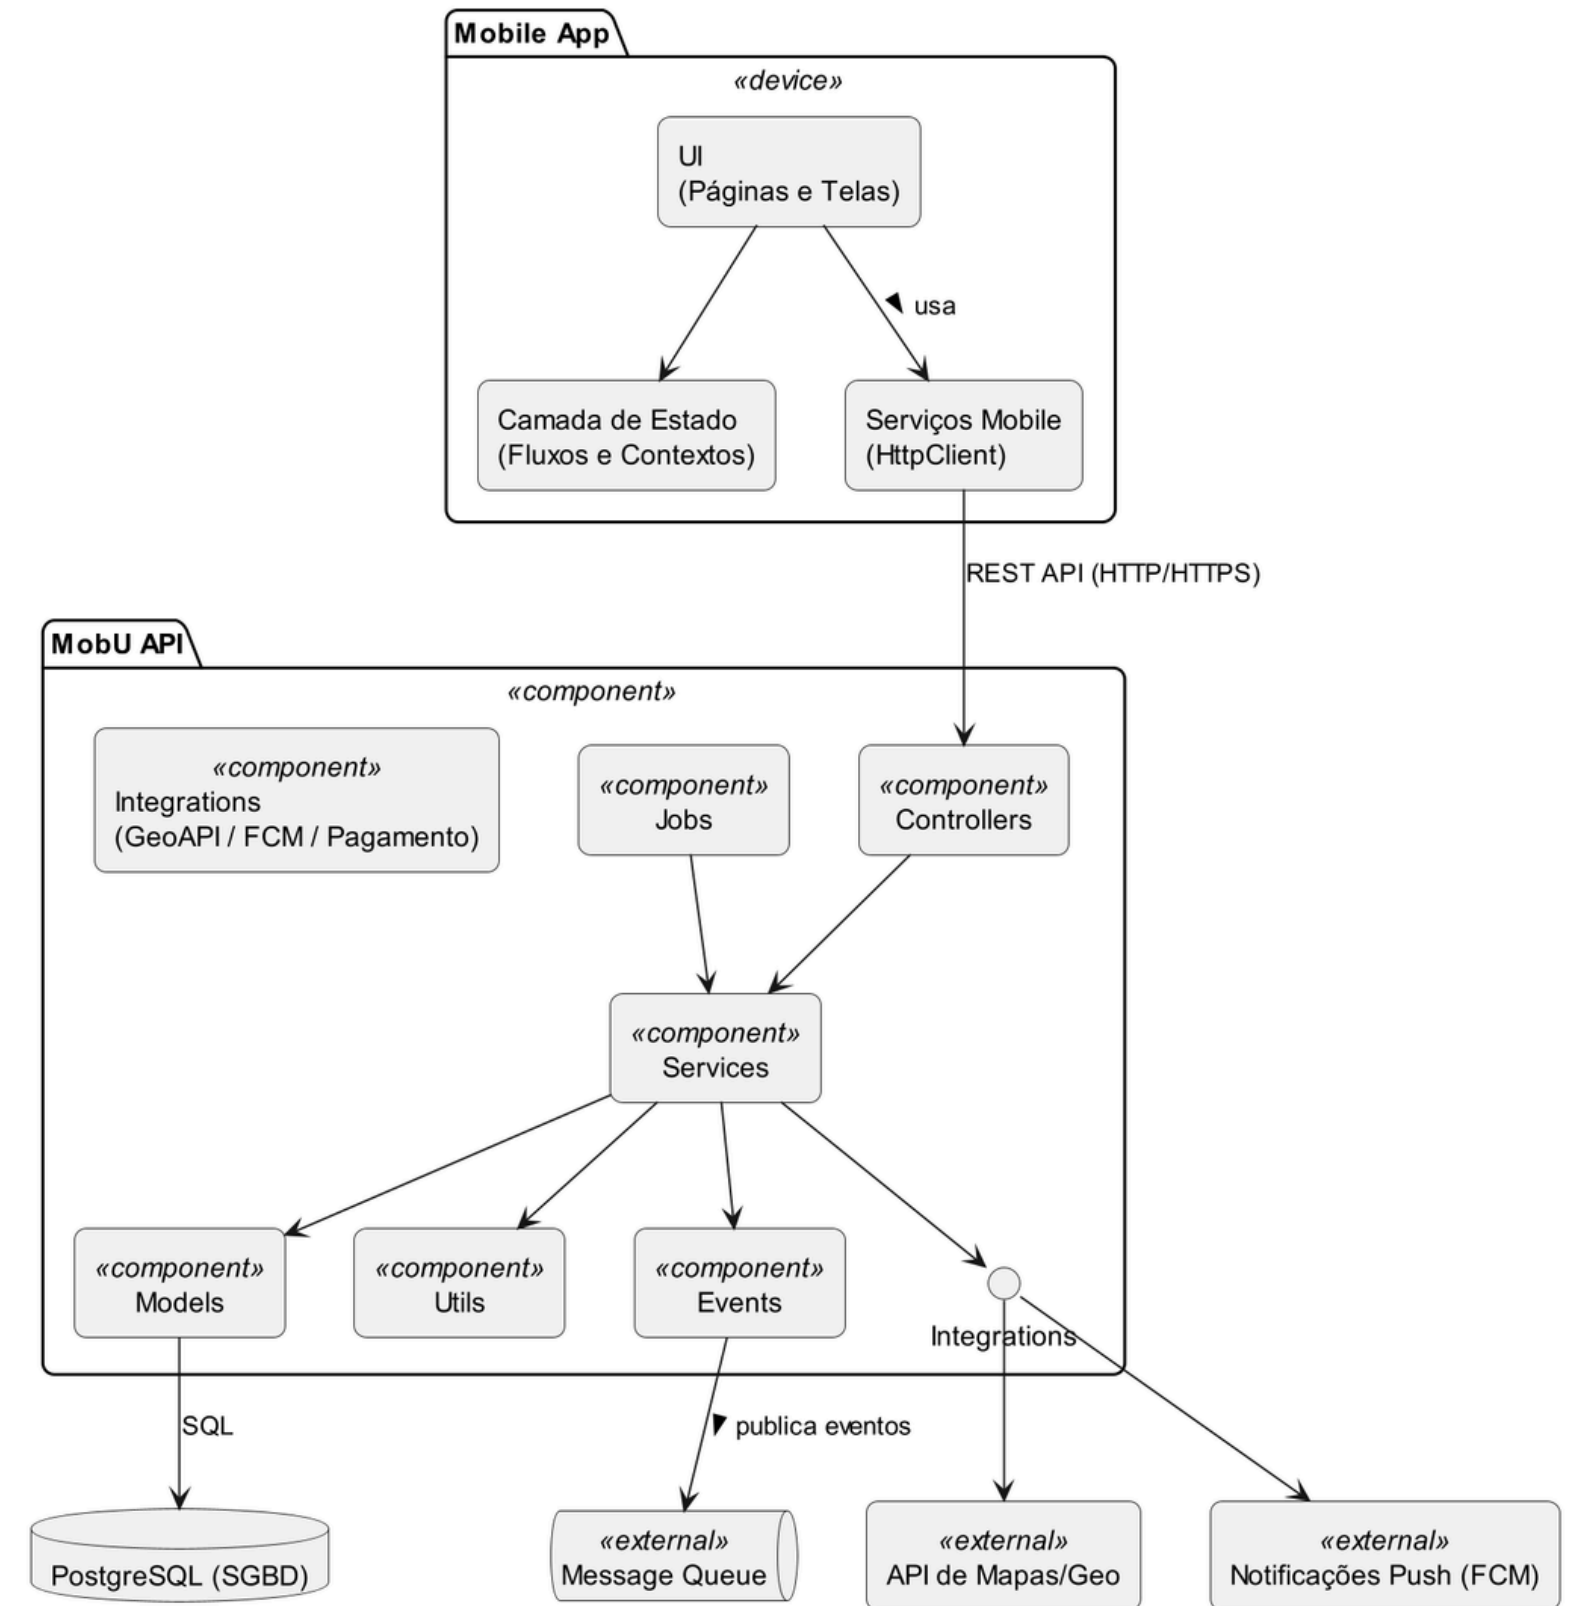 Mobile App
«device»
UI
(Páginas e Telas)
usa
Camada de Estado
(Fluxos e Contextos)
Serviços Mobile
(HttpClient)
REST API (HTTP/HTTPS)
MobU API
«component»
«component»
Integrations
(GeoAPI / FCM / Pagamento)
«component»
Jobs
«component»
Controllers
«component»
Services
«component»
Models
«component»
Utils
«component»
Events
Integrations
SQL
publica eventos
PostgreSQL (SGBD)
«external»
Message Queue
«external»
API de Mapas/Geo
«external»
Notificações Push (FCM)